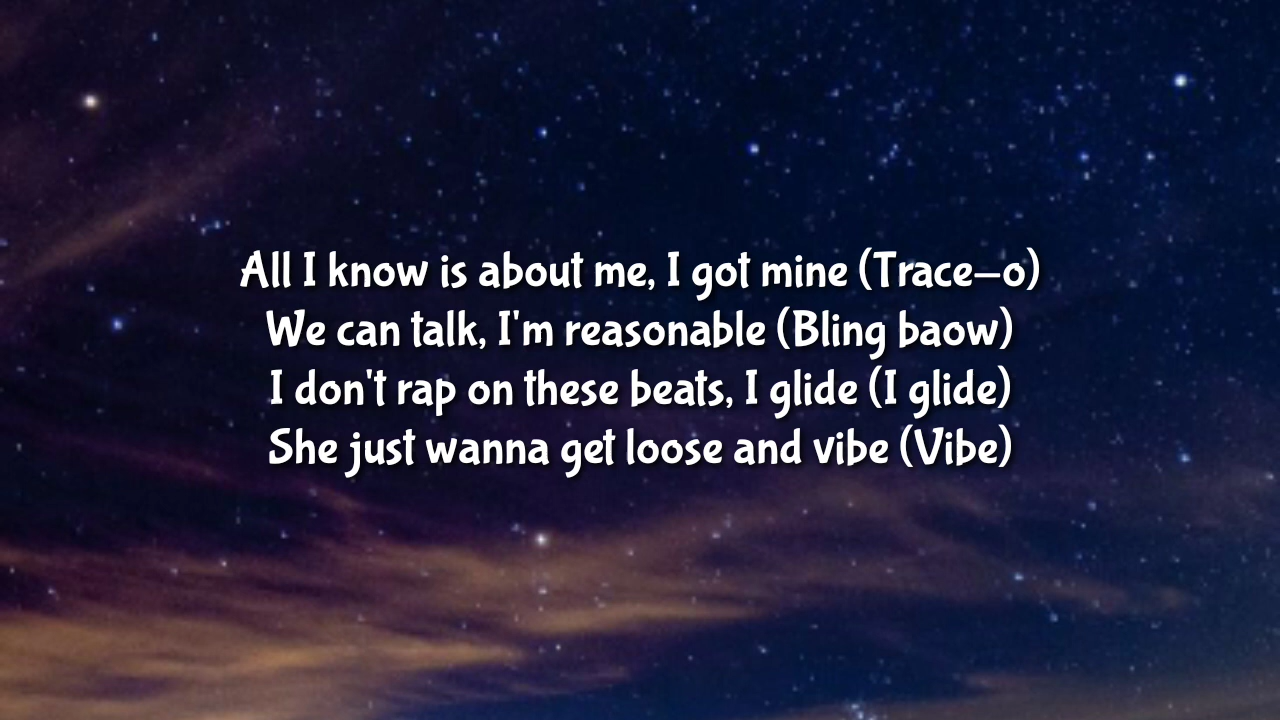 All I know is about me, I got mine (Trace-o)
We can talk, I'm reasonable (Bling baow)
I don't rap on these beats, I glide (I glide)
She just wanna get loose and vibe (Vibe)